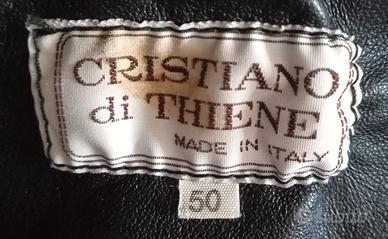 CRISTIANO
di THIENE
MADE IN ITALY
50